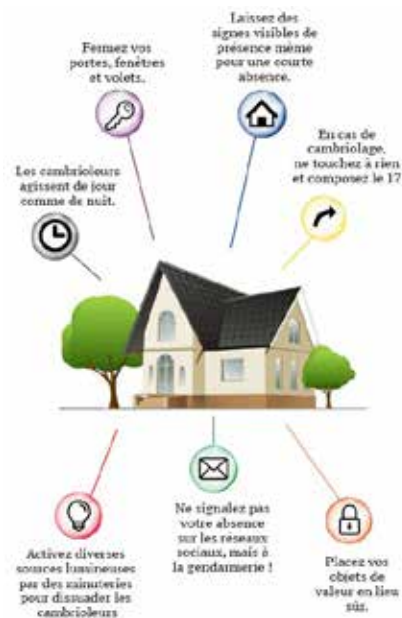 Fermez vos
portes, fenêtres
et volets.
Laissez des
signes visibles de
présence même
pour une courte
absence.
En cas de
cambriolage,
ne touchez à rien
et composez le 17
Les cambrioleurs
agissent de jour
comme de nuit.
Activez diverses
sources lumineuses
par des minuteries
pour dissuader les
cambrioleurs
Ne signalez pas
votre absence
sur les réseaux
sociaux, mais à
la gendarmerie !
Placez vos
objets de
valeur en lieu
sûr.